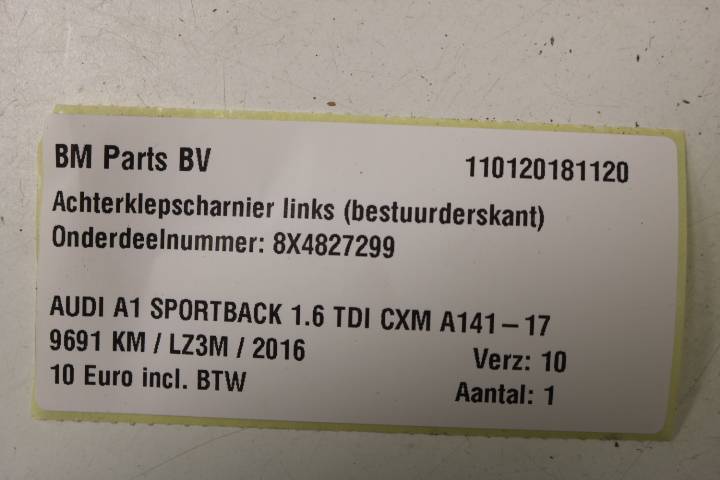 BM Parts BV 110120181120
Achterklepscharnier links (bestuurderskant)
Onderdeelnummer: 8X4827299
AUDI A1 SPORTBACK 1.6 TDI CXM A141-17
9691 KM / LZ3M / 2016 Verz: 10
10 Euro incl. BTW Aantal: 1